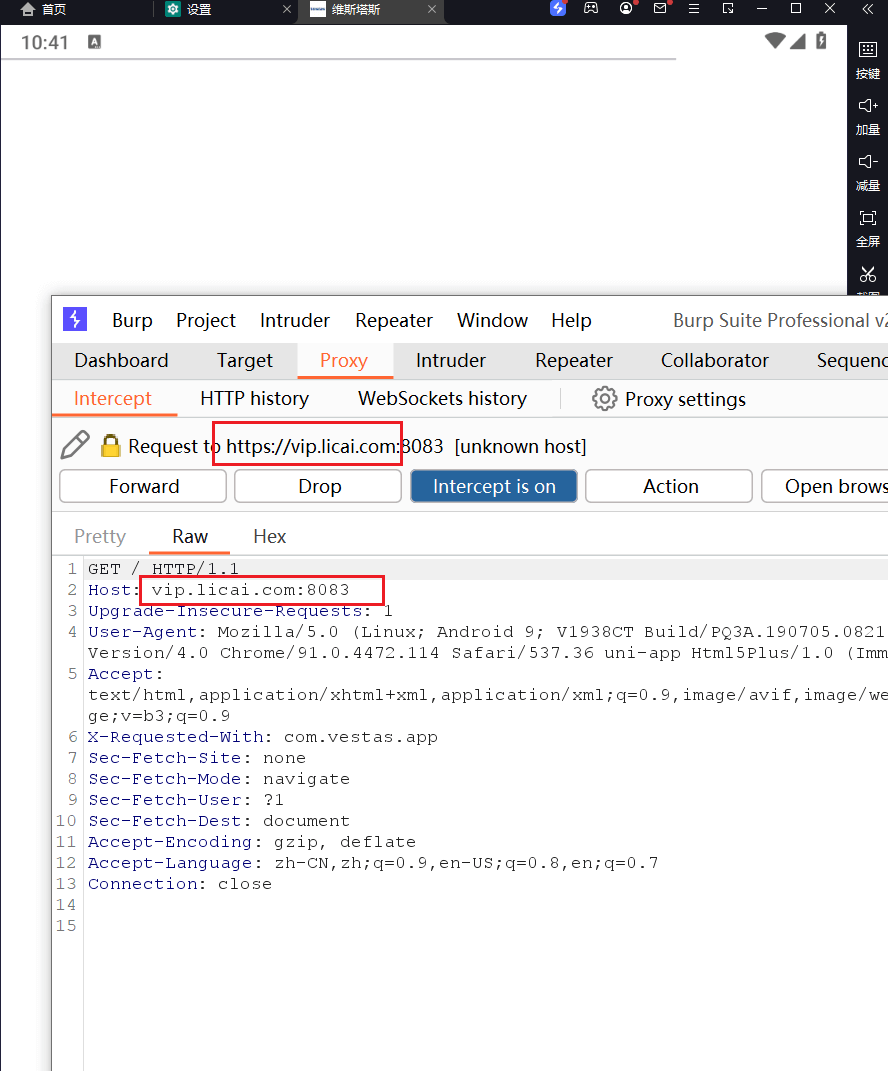 首页
设置
维斯塔斯
10:41
A
按键
加量
减量
全屏
Burp Project Intruder Repeater Window Help Burp Suite Professional v2
Dashboard Target Proxy Intruder Repeater Collaborator Sequenc
Intercept HTTP history WebSockets history Proxy settings
Request to https://vip.licai.com:8083 [unknown host]
Forward Drop Intercept is on Action Open brows
Pretty Raw Hex
1 GET / HTTP/1.1
2 Host: vip.licai.com:8083
3 Upgrade-Insecure-Requests: 1
4 User-Agent: Mozilla/5.0 (Linux; Android 9; V1938CT Build/PQ3A.190705.0821
Version/4.0 Chrome/91.0.4472.114 Safari/537.36 uni-app Html5Plus/1.0 (Imm
5 Accept:
text/html,application/xhtml+xml,application/xml;q=0.9,image/avif,image/we
ge;v=b3;q=0.9
6 X-Requested-With: com.vestas.app
7 Sec-Fetch-Site: none
8 Sec-Fetch-Mode: navigate
9 Sec-Fetch-User: ?1
10 Sec-Fetch-Dest: document
11 Accept-Encoding: gzip, deflate
12 Accept-Language: zh-CN,zh;q=0.9,en-US;q=0.8,en;q=0.7
13 Connection: close
14
15